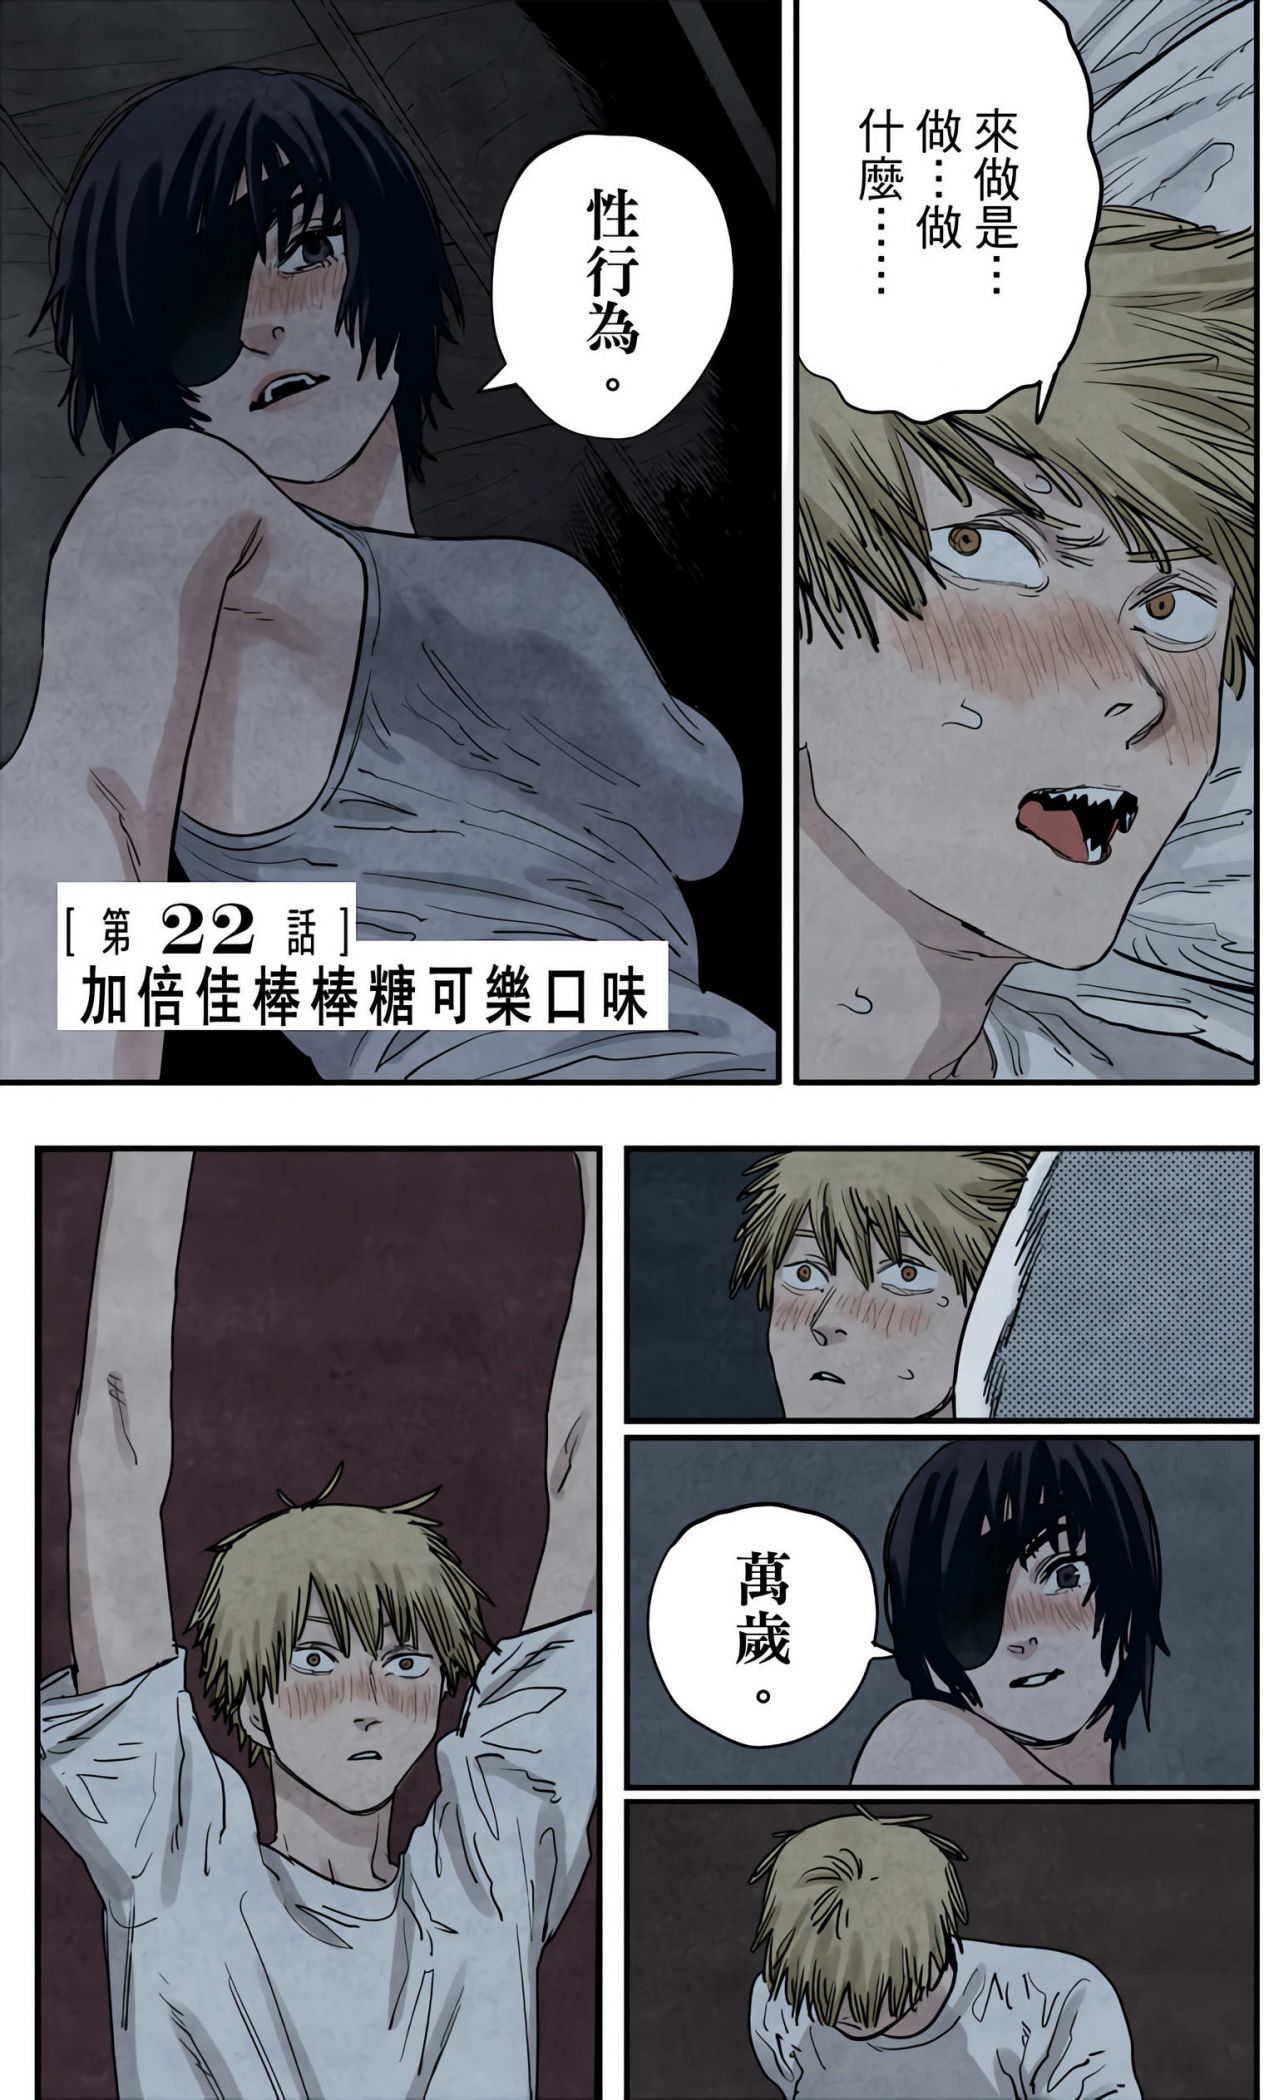 來做是…
做…做
什麼……
性行為。
[第22話]
加倍佳棒棒糖可樂口味
萬歲。